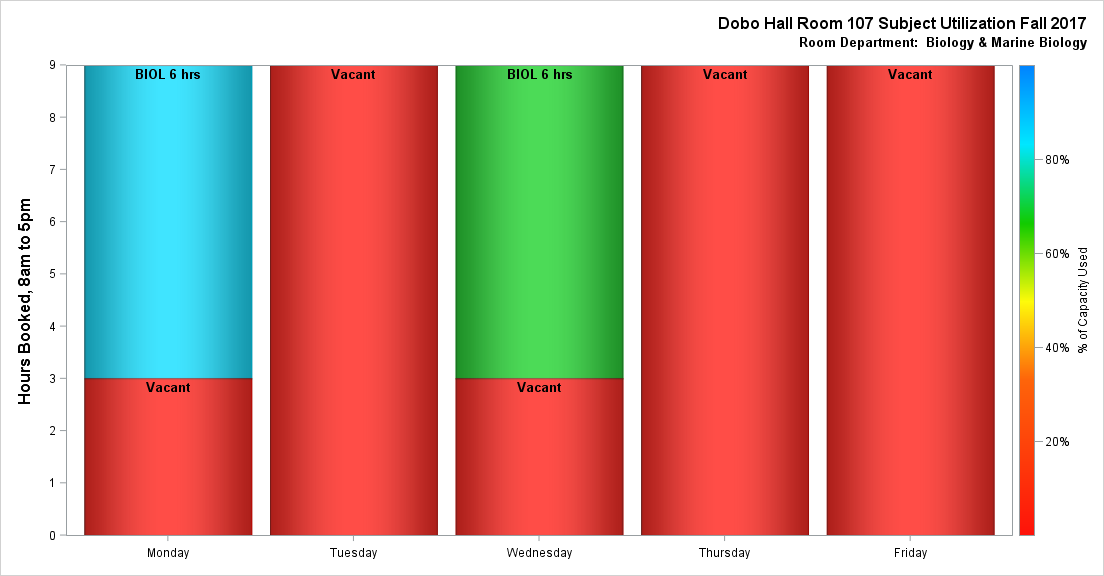 Dobo Hall Room 107 Subject Utilization Fall 2017
Room Department: Biology & Marine Biology
Hours Booked, 8am to 5pm
9
8
7
6
5
4
3
2
1
0
BIOL 6 hrs
Vacant
Vacant
BIOL 6 hrs
Vacant
Vacant
Vacant
Monday
Tuesday
Wednesday
Thursday
Friday
80%
60%
40%
20%
% of Capacity Used